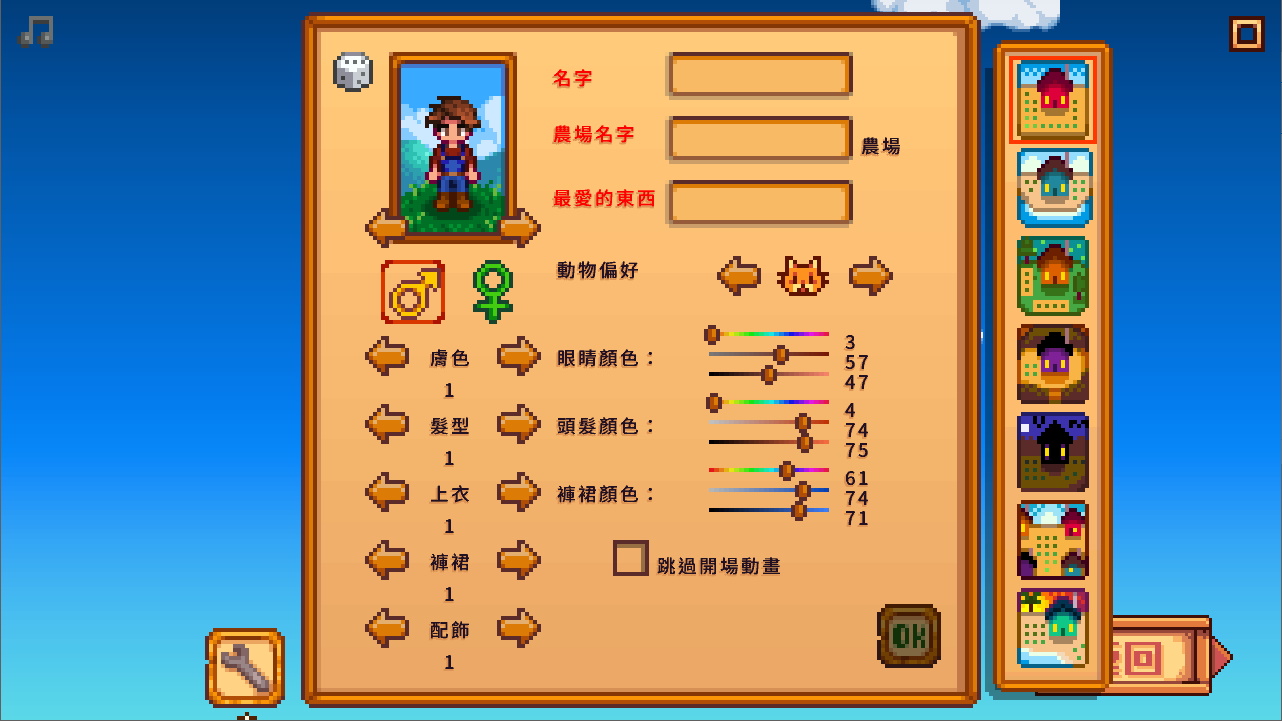 名字
農場名字
農場
最愛的東西
動物偏好
膚色
1
眼睛顏色：
3
57
47
髮型
1
頭髮顏色：
4
74
75
上衣
1
褲裙顏色：
61
74
71
褲裙
1
跳過開場動畫
配飾
1
OK